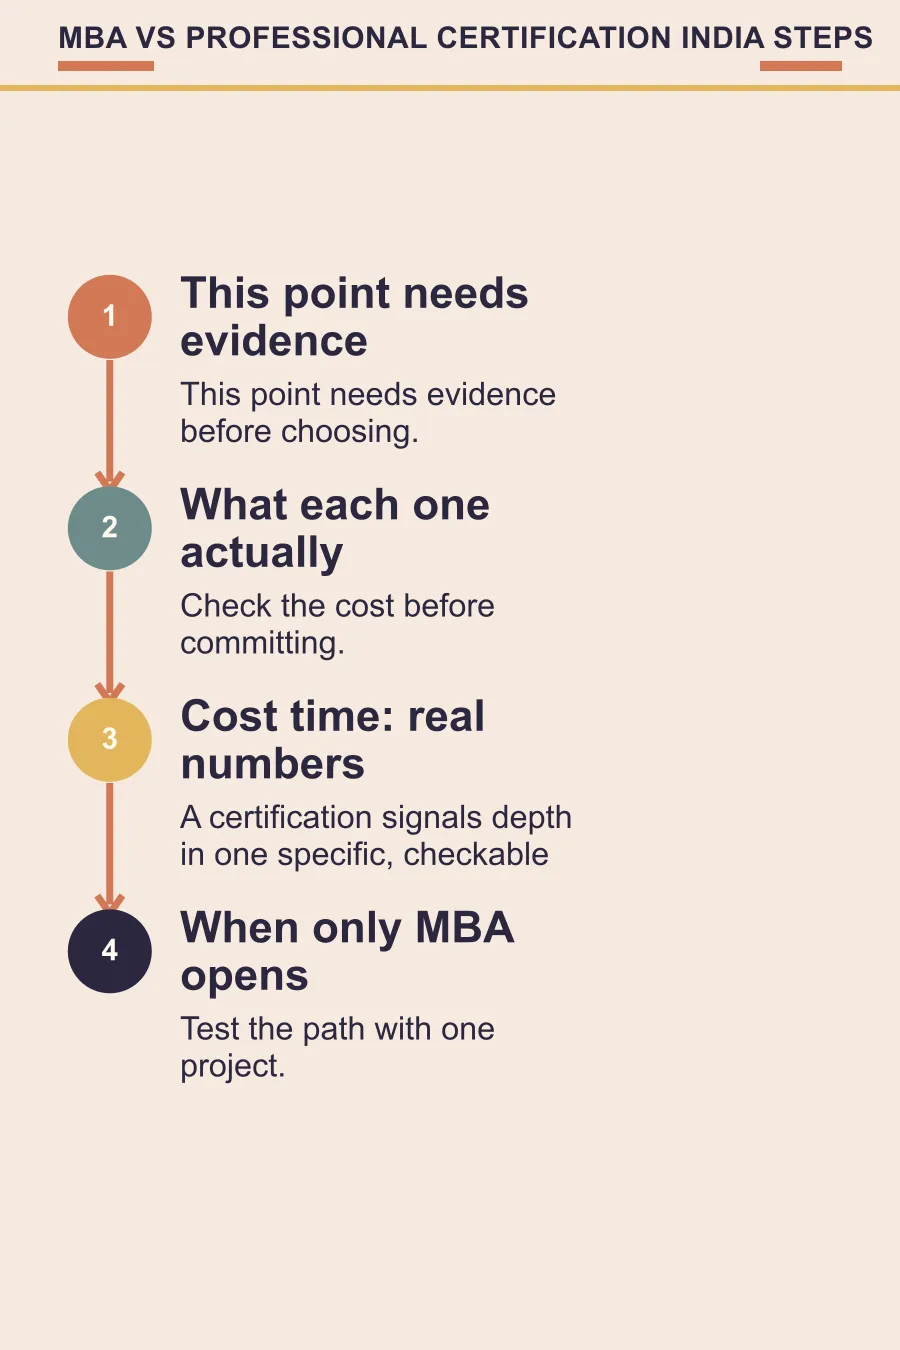 MBA VS PROFESSIONAL CERTIFICATION INDIA STEPS
1
This point needs
evidence
This point needs evidence
before choosing.
2
What each one
actually
Check the cost before
committing.
3
Cost time: real
numbers
A certification signals depth
in one specific, checkable
4
When only MBA
opens
Test the path with one
project.